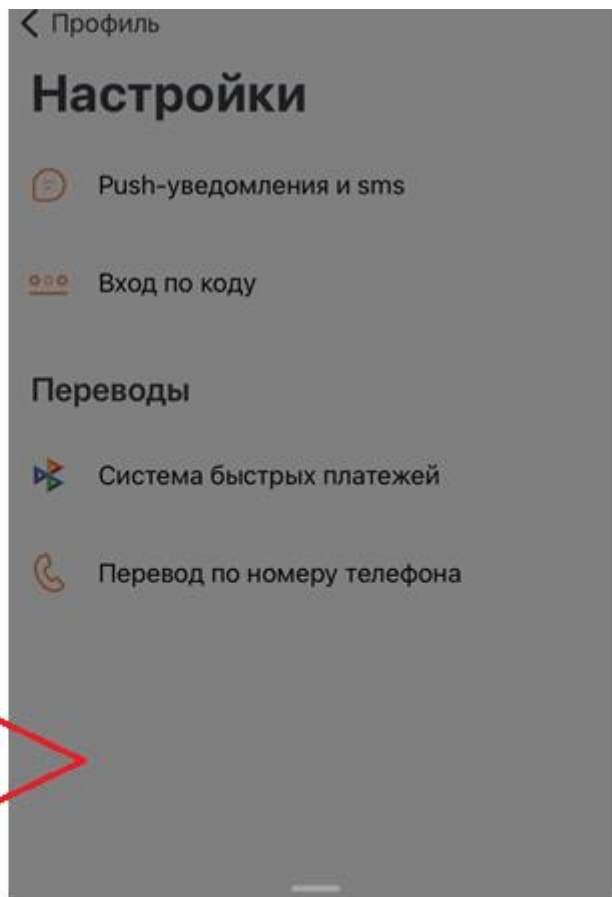 Профиль
Настройки
Push-уведомления и sms
Вход по коду
Переводы
Система быстрых платежей
Перевод по номеру телефона